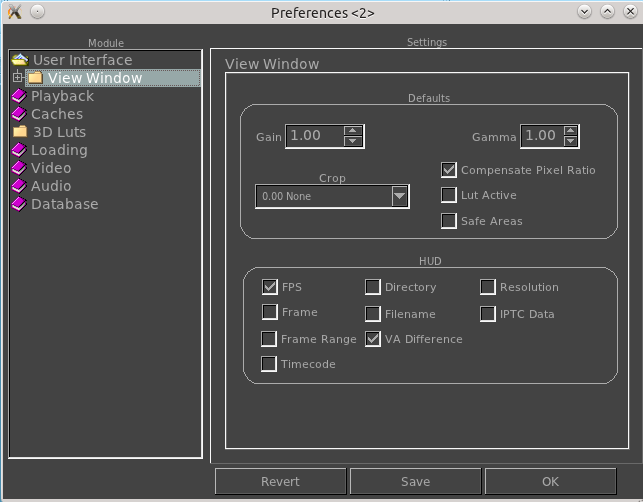 Preferences <2>
Module
User Interface
View Window
Playback
Caches
3D Luts
Loading
Video
Audio
Database
Settings
View Window
Defaults
Gain 1.00 Gamma 1.00
Crop
0.00 None
Compensate Pixel Ratio
Lut Active
Safe Areas
HUD
FPS Directory Resolution
Frame Filename IPTC Data
Frame Range VA Difference
Timecode
Revert Save OK